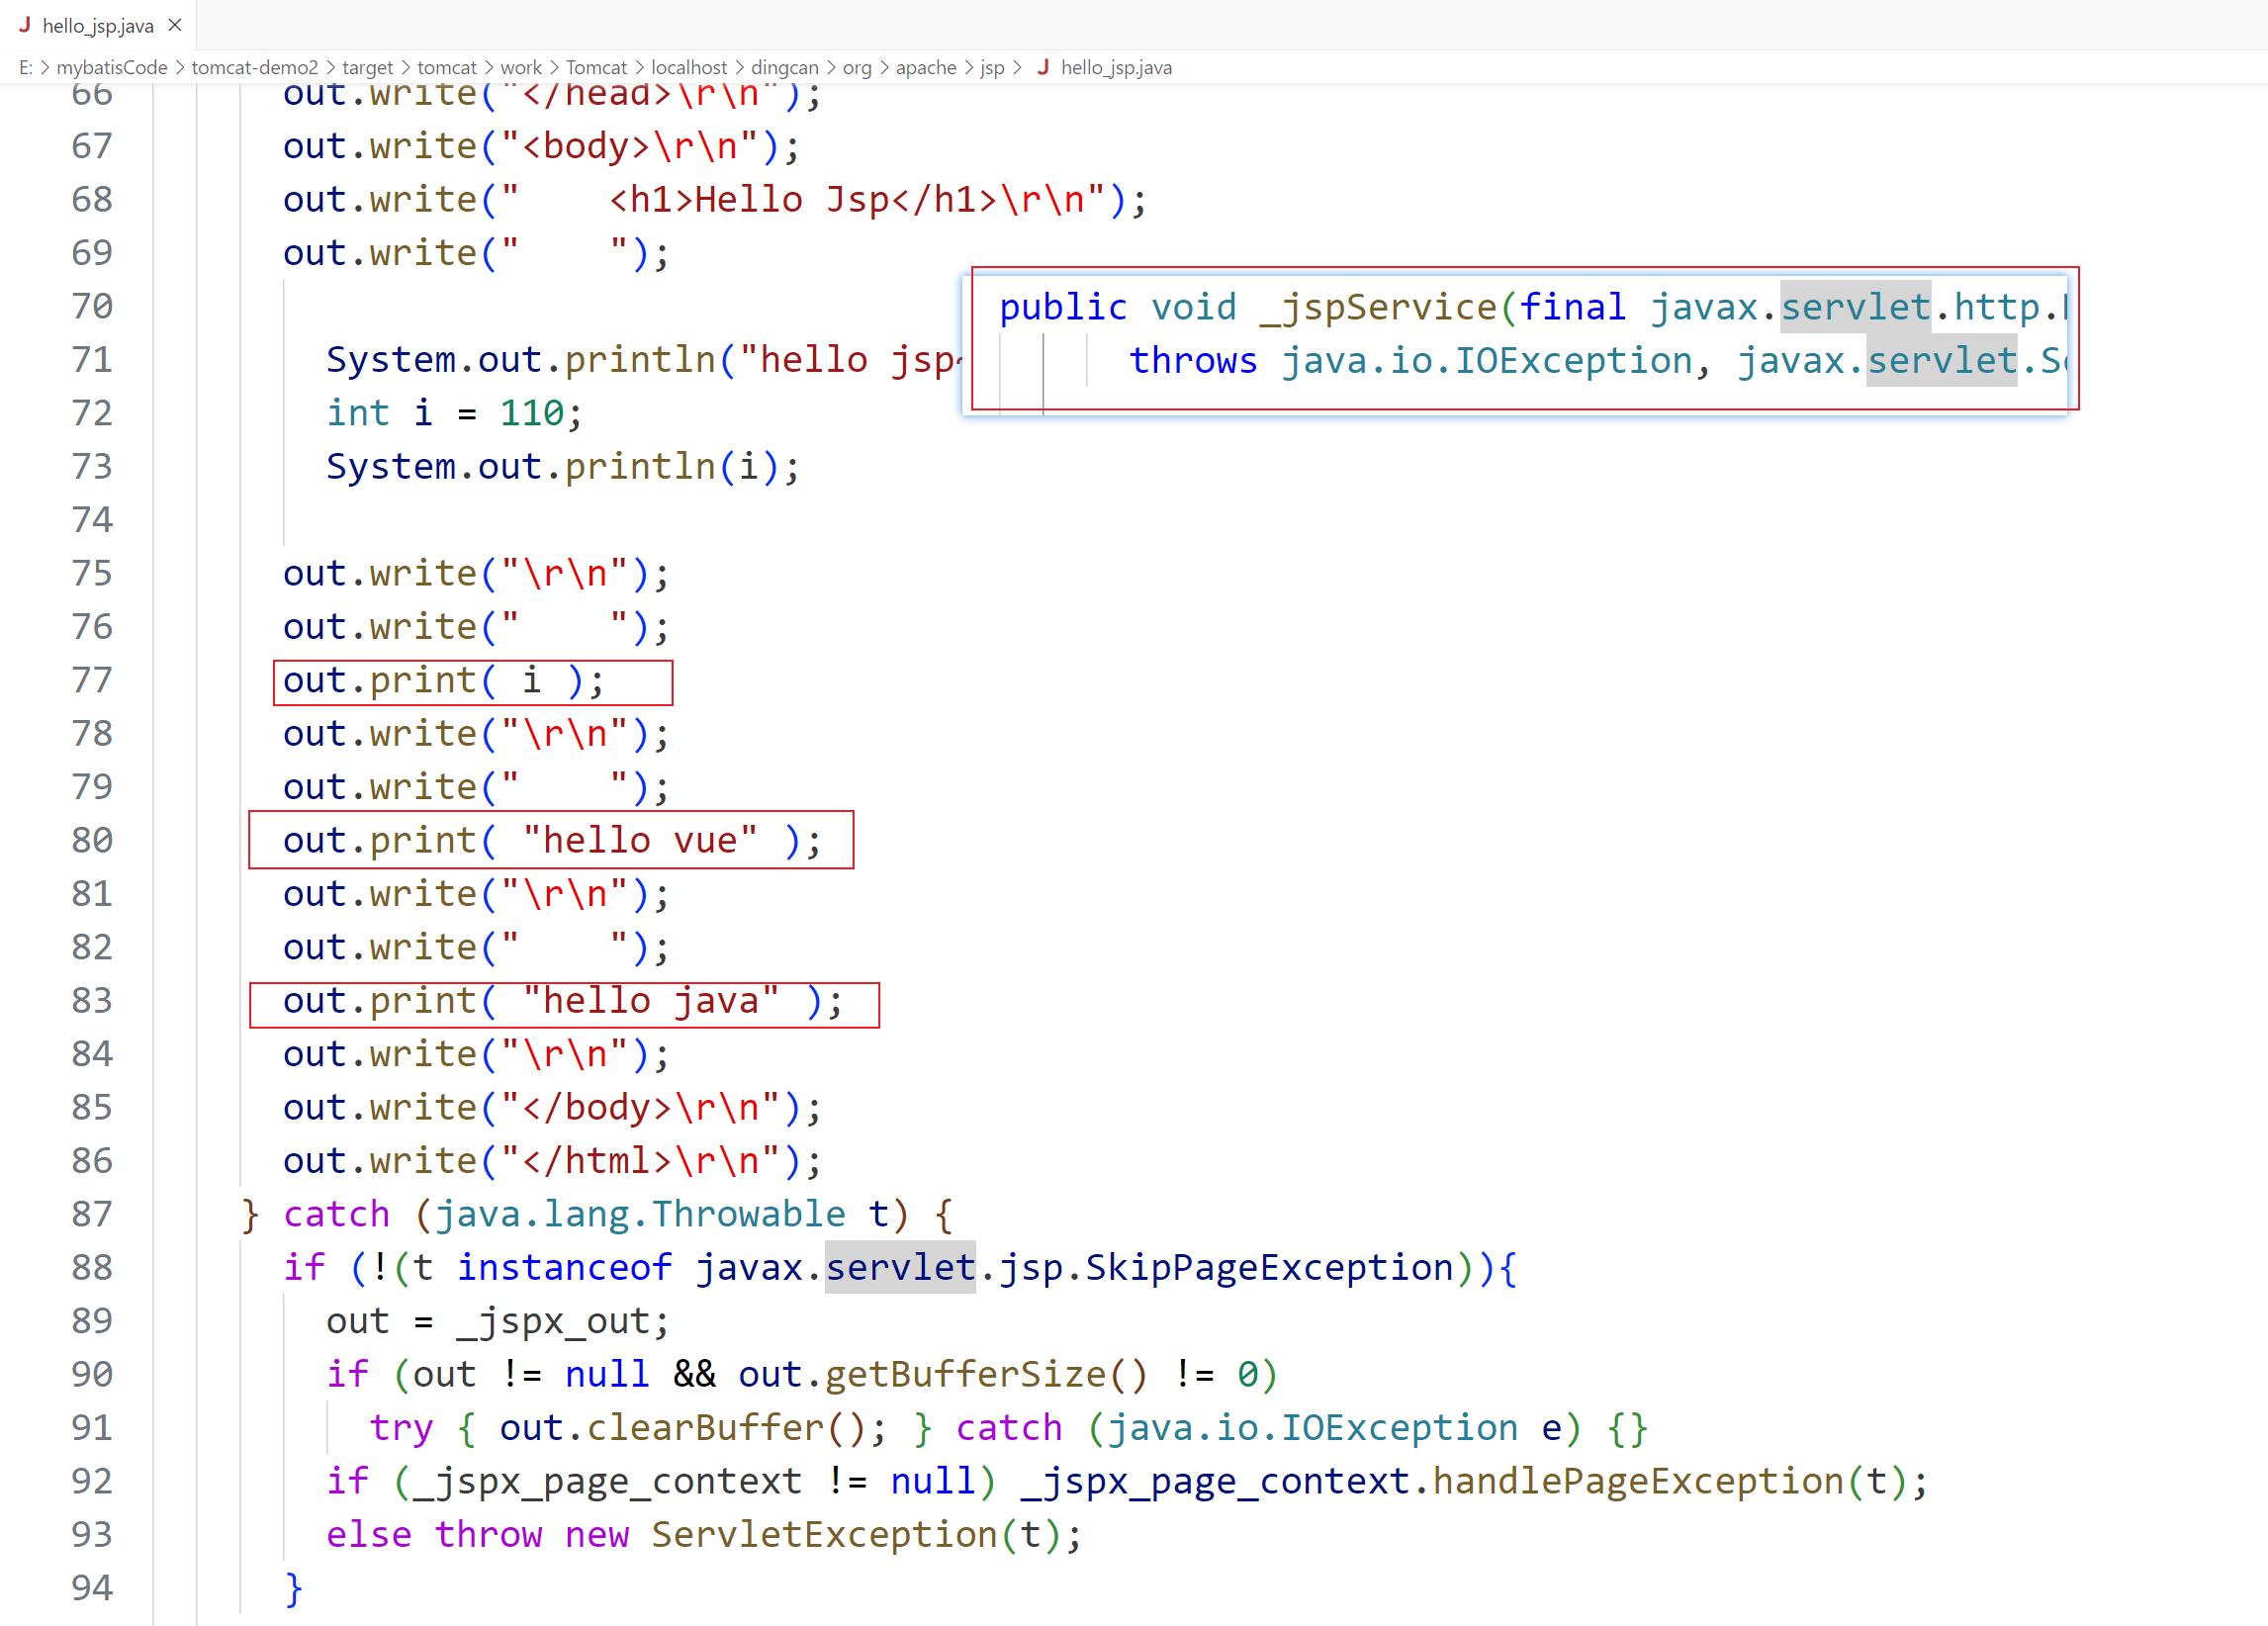 J hello_jsp.java ×
E: > mybatisCode > tomcat-demo2 > target > tomcat > work > Tomcat > localhost > dingcan > org > apache > jsp > J hello_jsp.java
66 out.write("</head>\r\n");
67 out.write("<body>\r\n");
68 out.write("    <h1>Hello Jsp</h1>\r\n");
69 out.write("    ");
70
71 System.out.println("hello jsp~
72 int i = 110;
73 System.out.println(i);
74
public void _jspService(final javax.servlet.http.
throws java.io.IOException, javax.servlet.Se
75 out.write("\r\n");
76 out.write("    ");
77 out.print( i );
78 out.write("\r\n");
79 out.write("    ");
80 out.print( "hello vue" );
81 out.write("\r\n");
82 out.write("    ");
83 out.print( "hello java" );
84 out.write("\r\n");
85 out.write("</body>\r\n");
86 out.write("</html>\r\n");
87 } catch (java.lang.Throwable t) {
88 if (!(t instanceof javax.servlet.jsp.SkipPageException)){
89 out = _jspx_out;
90 if (out != null && out.getBufferSize() != 0)
91 try { out.clearBuffer(); } catch (java.io.IOException e) {}
92 if (_jspx_page_context != null) _jspx_page_context.handlePageException(t);
93 else throw new ServletException(t);
94 }